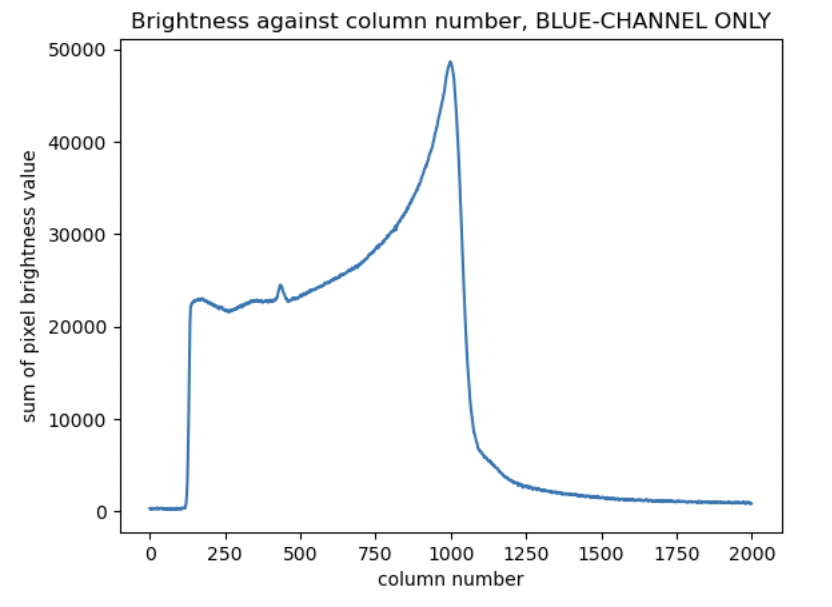 Brightness against column number, BLUE-CHANNEL ONLY
50000
40000
30000
20000
10000
0
sum of pixel brightness value
0 250 500 750 1000 1250 1500 1750 2000
column number